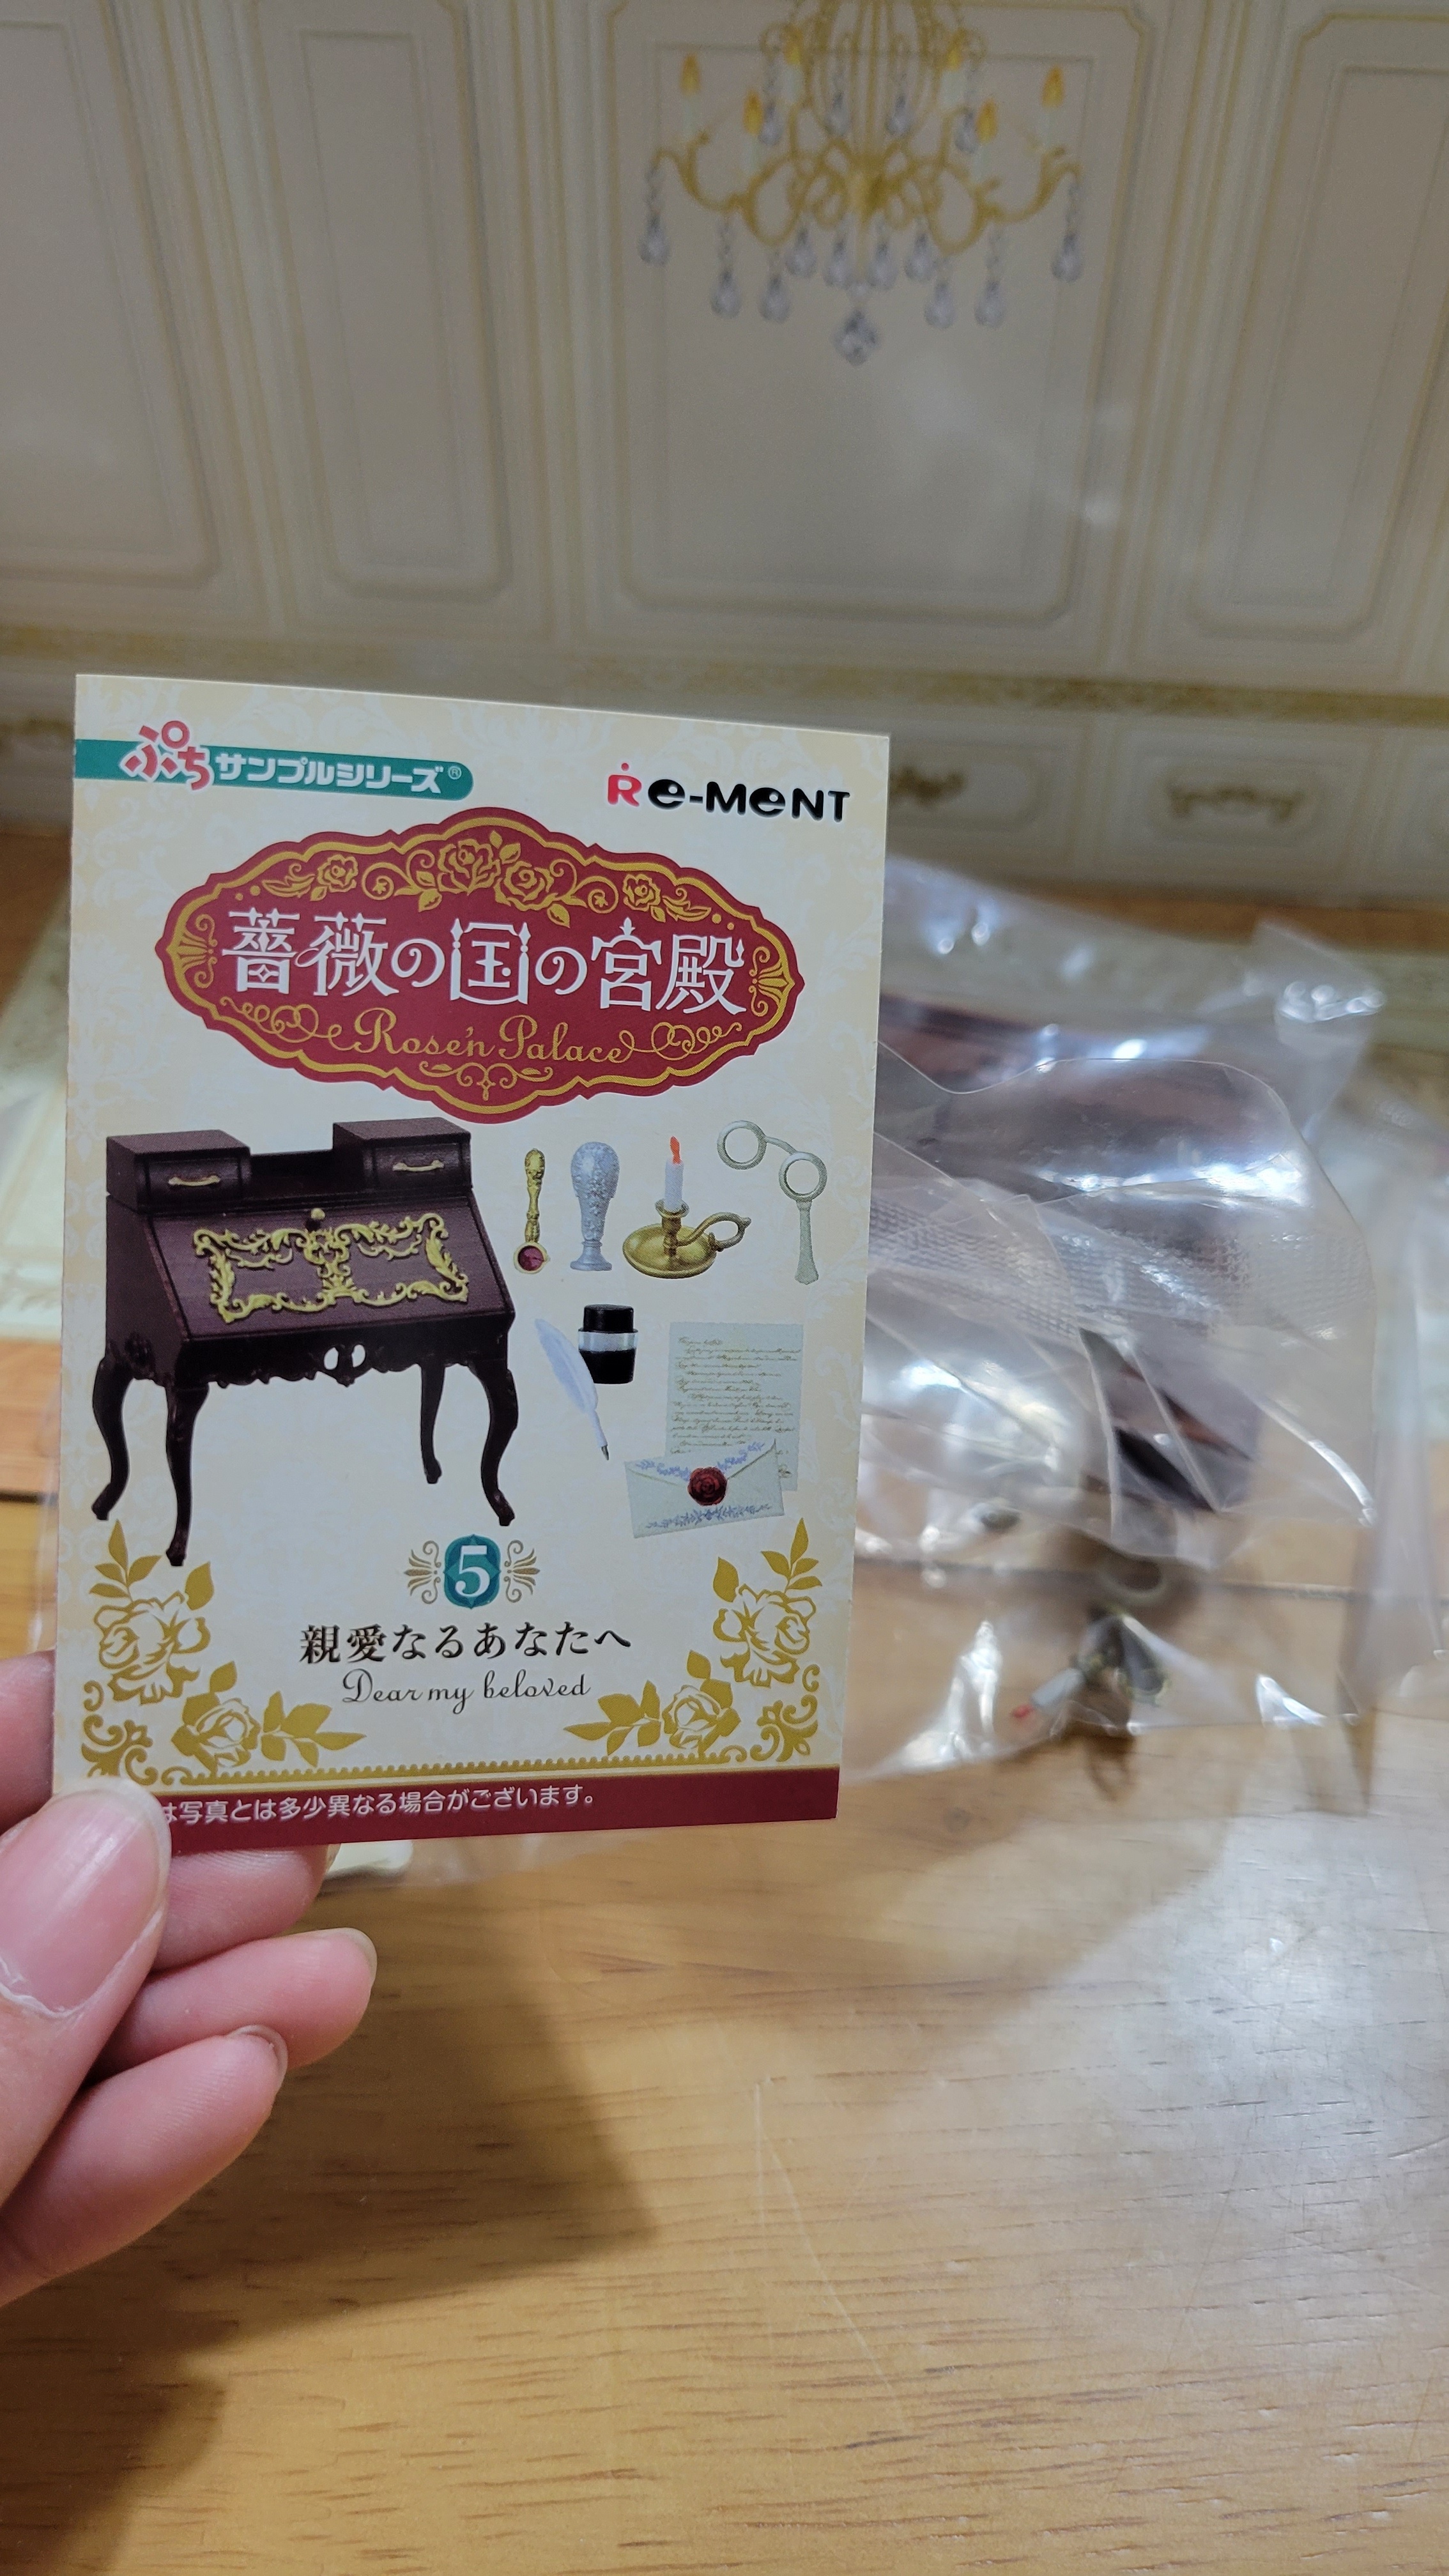 ぷちサンプルシリーズ®
Re-MeNT
薔薇の国の宮殿
Rose'n Palace
5
親愛なるあなたへ
Dear my beloved
は写真とは多少異なる場合がございます。